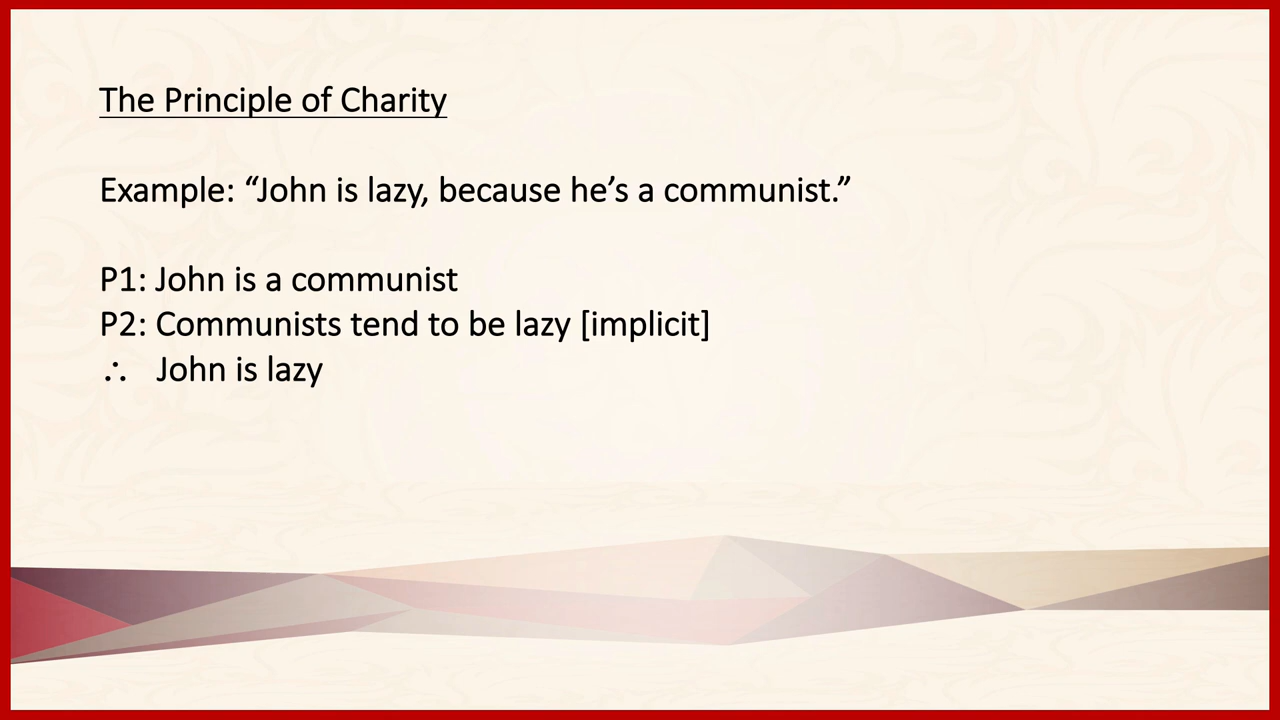 The Principle of Charity
Example: “John is lazy, because he’s a communist.”
P1: John is a communist
P2: Communists tend to be lazy [implicit]
∴ John is lazy